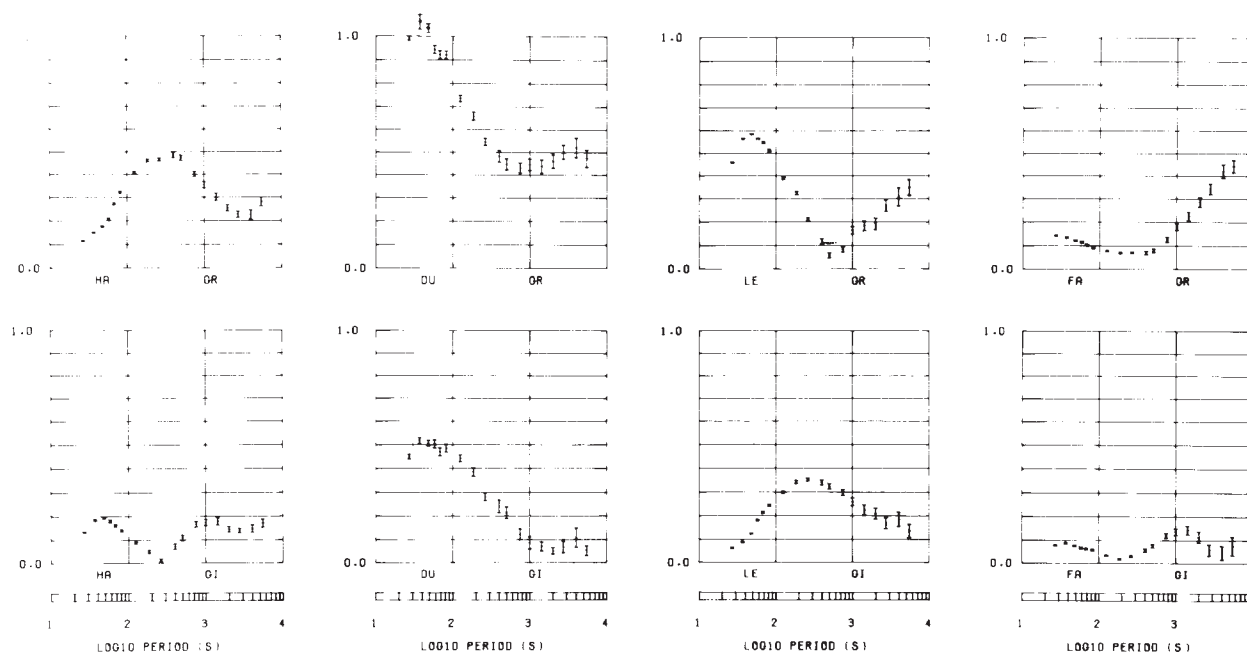 1.0 1.0 1.0
0.0 0.0 0.0 0.0
HA GR DU GR LE GR FA GR
1.0 1.0 1.0 1.0
0.0 0.0 0.0 0.0
HA GI DU GI LE GI FA GI
1 2 3 4 1 2 3 4 1 2 3 4 1 2 3
LOG10 PERIOD (S) LOG10 PERIOD (S) LOG10 PERIOD (S) LOG10 PERIOD (S)